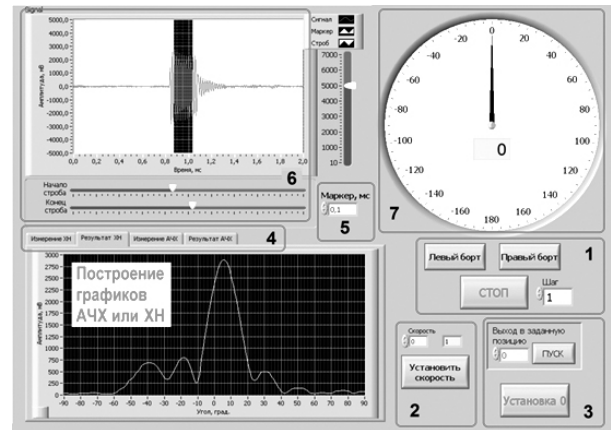 Signal
5000,0
4000,0
3000,0
2000,0
1000,0
0,0
-1000,0
-2000,0
-3000,0
-4000,0
-5000,0
Амплитуда, мВ
0,0 0,2 0,4 0,6 0,8 1,0 1,2 1,4 1,6 1,8 2,0
Время, мс
6
Сигнал
Маркер
Строб
7000
6000
5000
4000
3000
2000
1000
10
Начало
строба
Конец
строба
Маркер, мс
0,1
5
0
20
40
60
80
100
120
140
160
180
160
-140
-120
-100
-80
-60
-40
-20
0
7
Измерение ХН Результат ХН Измерение АЧХ Результат АЧХ
4
3000
2750
2500
2250
2000
1750
1500
1250
1000
750
500
250
0
Амплитуда, мВ
Построение
графиков
АЧХ или ХН
-90 -80 -70 -60 -50 -40 -30 -20 -10 0 10 20 30 40 50 60 70 80 90
Угол, град.
Левый борт Правый борт
1
СТОП
Шаг
1
Скорость
0 1
Установить
скорость
2
Выход в заданную
позицию
0 ПУСК
Установка 0
3